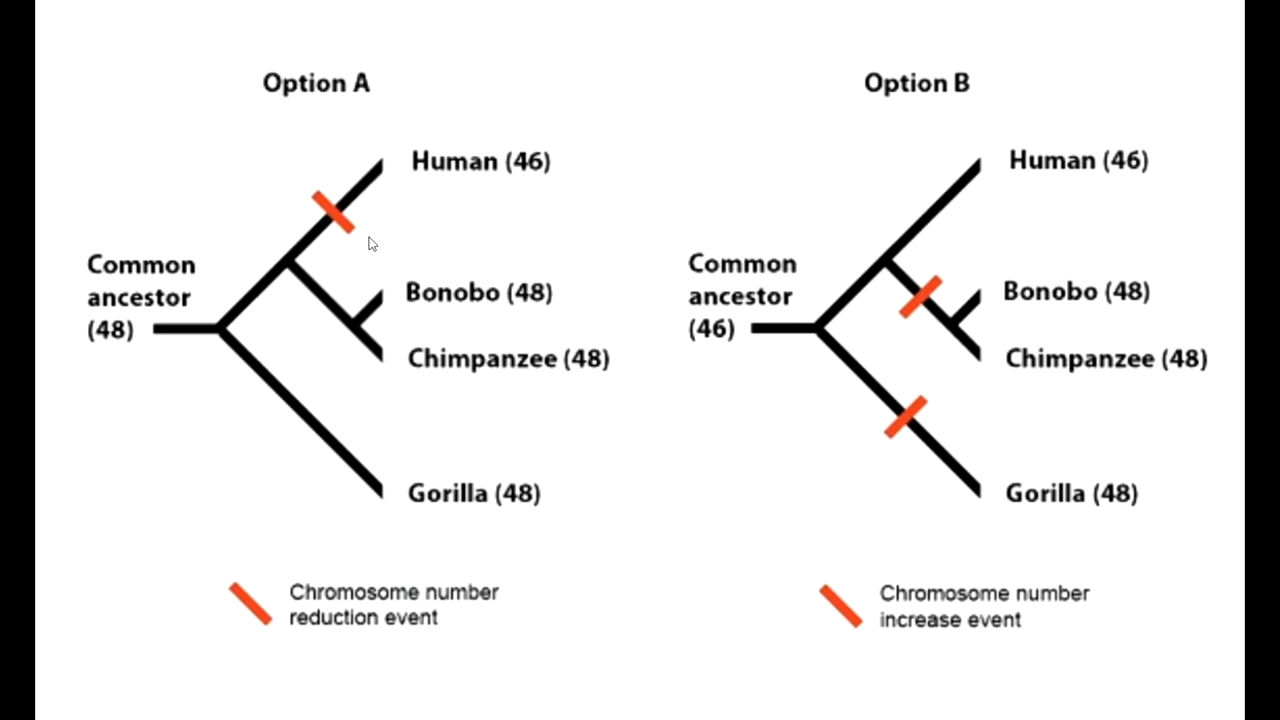 Option A
Human (46)
Common
ancestor
(48)
Bonobo (48)
Chimpanzee (48)
Gorilla (48)
Chromosome number
reduction event
Option B
Human (46)
Common
ancestor
(46)
Bonobo (48)
Chimpanzee (48)
Gorilla (48)
Chromosome number
increase event